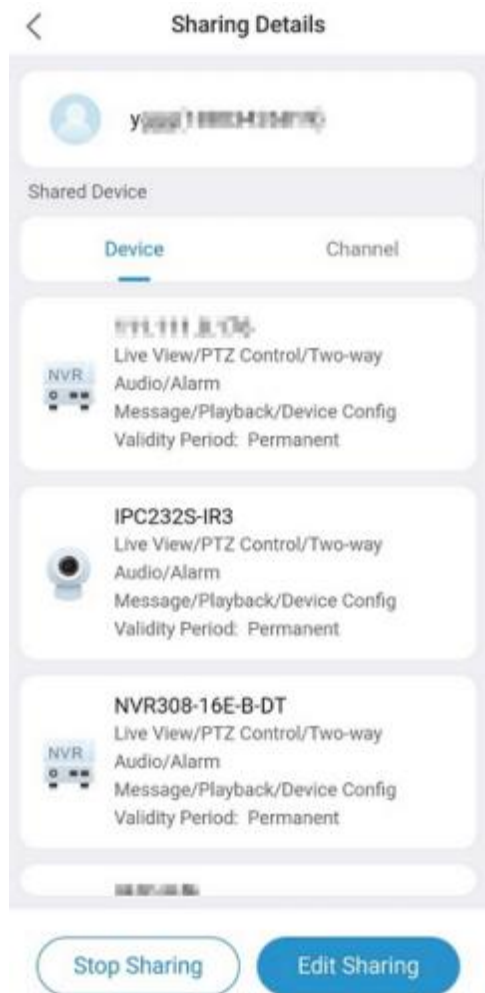 Sharing Details
Shared Device
Device Channel
NVR
Live View/PTZ Control/Two-way
Audio/Alarm
Message/Playback/Device Config
Validity Period: Permanent
IPC232S-IR3
Live View/PTZ Control/Two-way
Audio/Alarm
Message/Playback/Device Config
Validity Period: Permanent
NVR308-16E-B-DT
NVR
Live View/PTZ Control/Two-way
Audio/Alarm
Message/Playback/Device Config
Validity Period: Permanent
Stop Sharing Edit Sharing